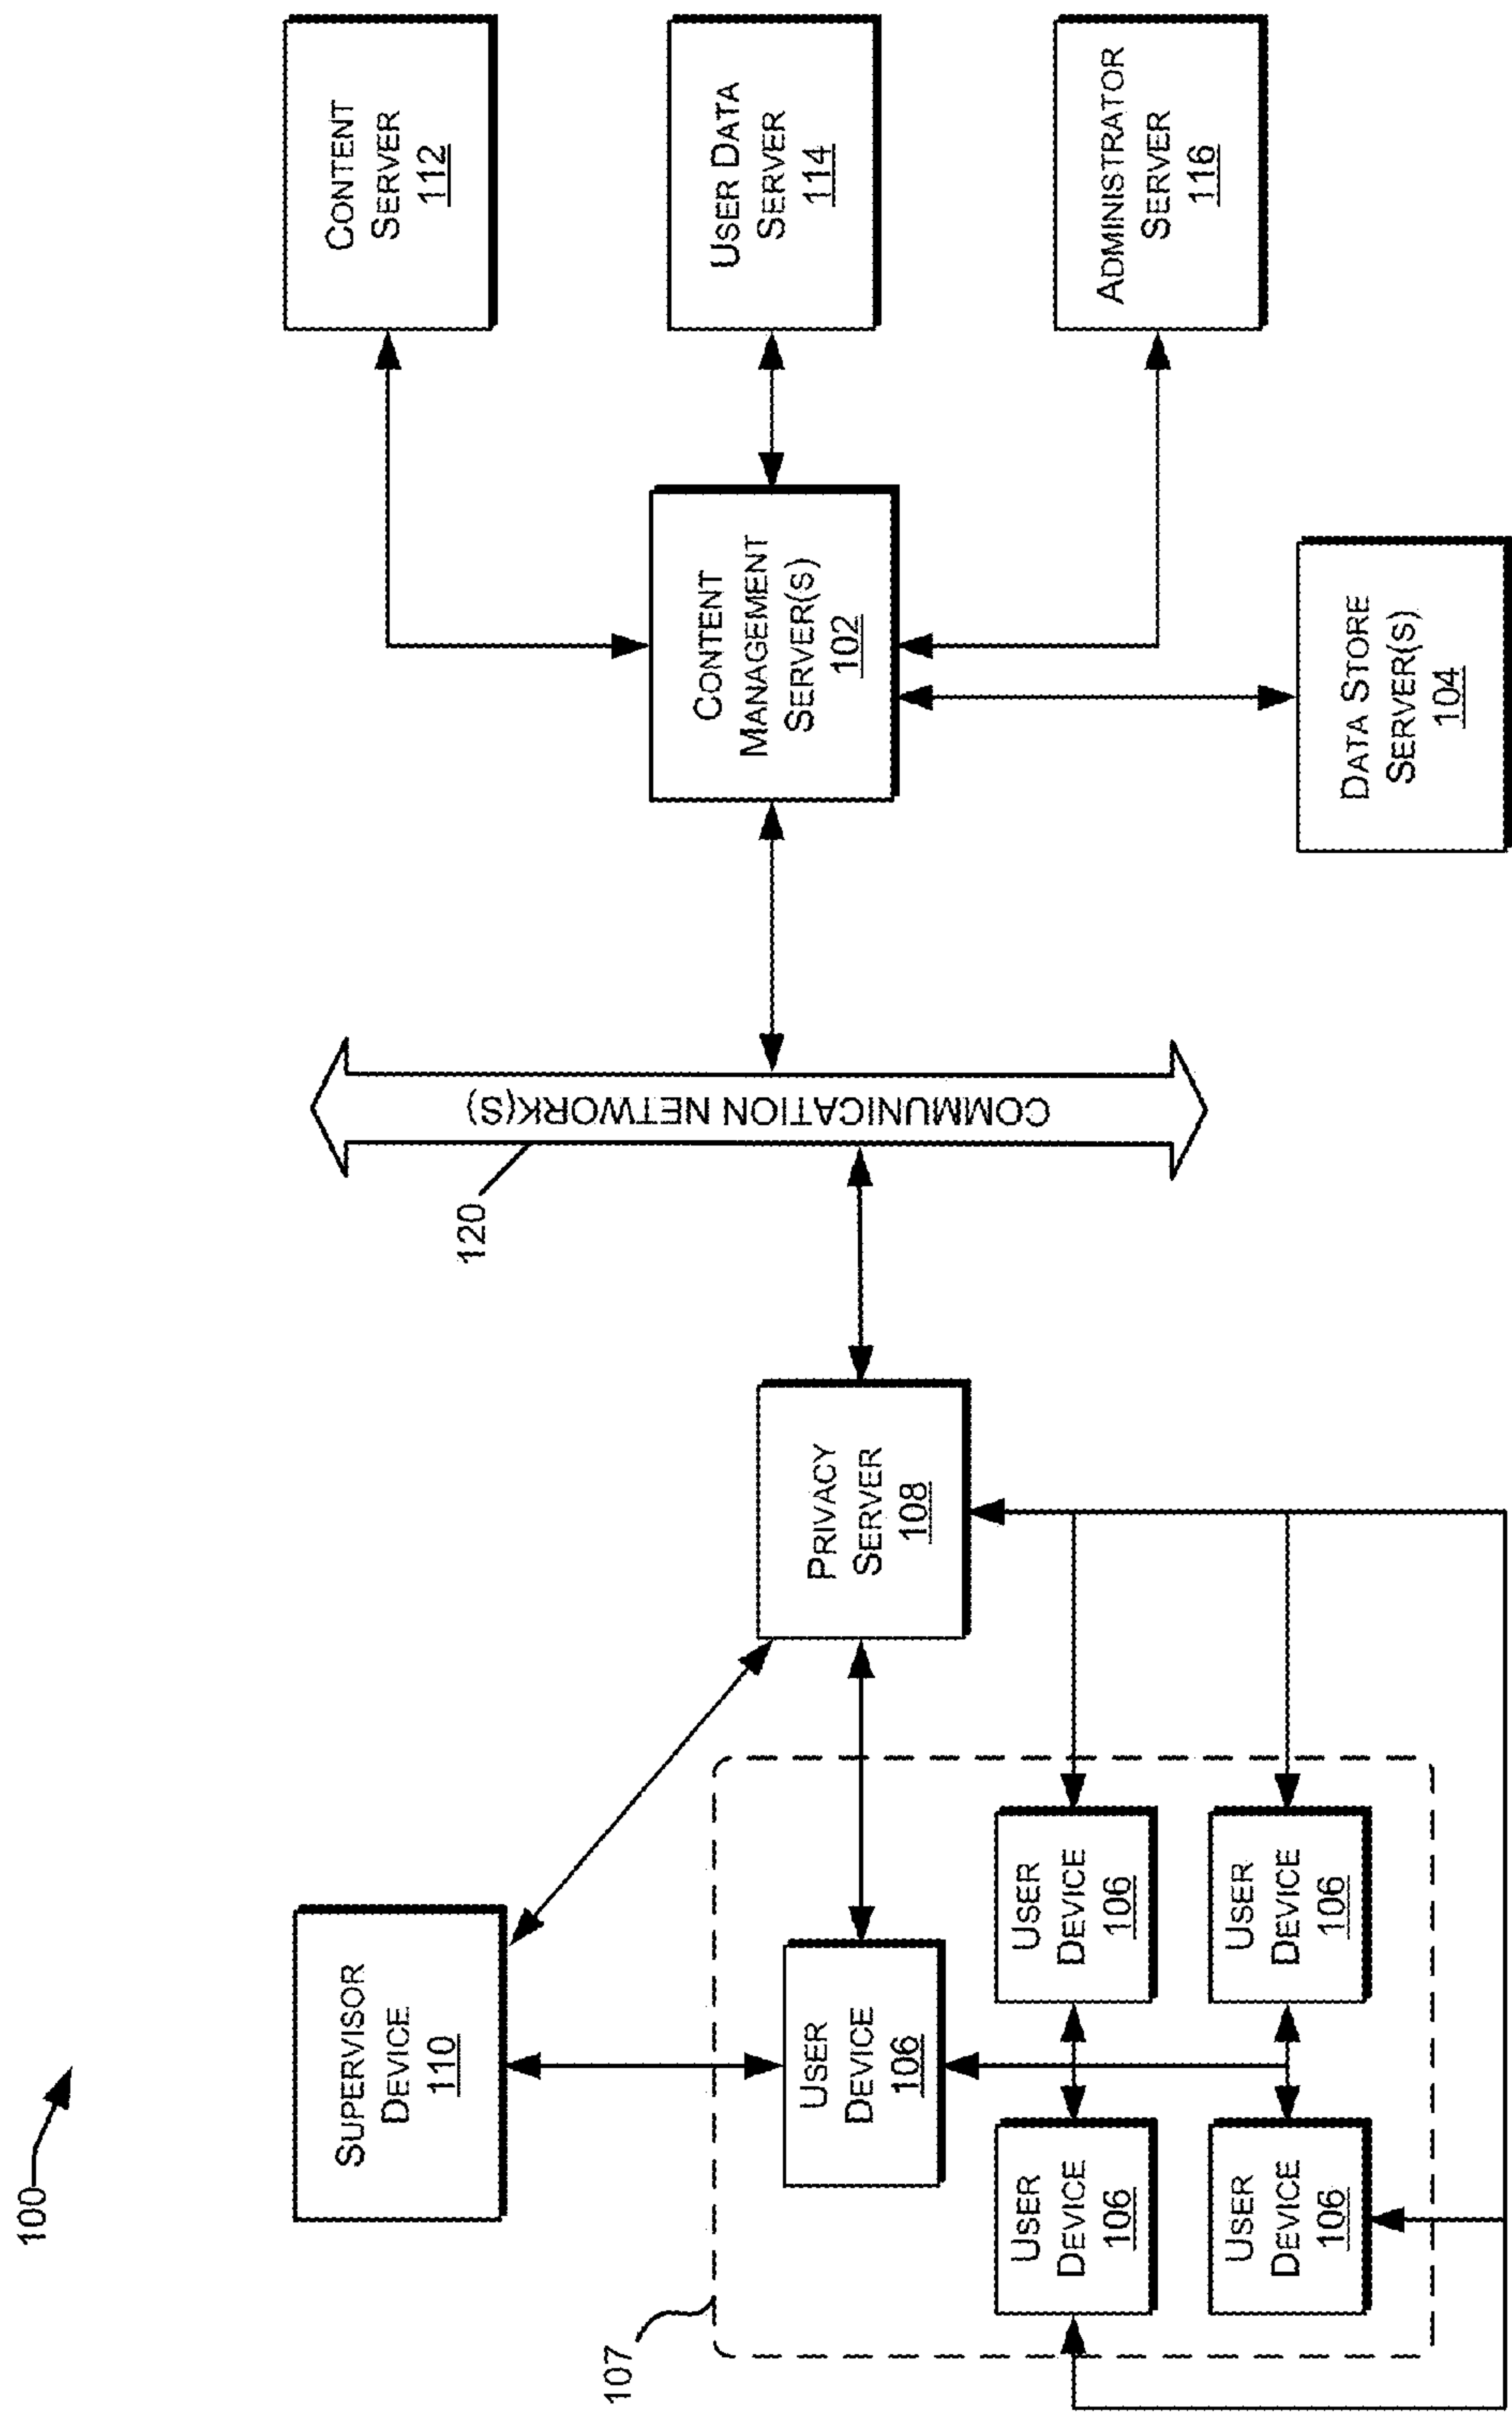 100
SUPERVISOR
DEVICE
110
107
USER
DEVICE
106
USER
DEVICE
106
USER
DEVICE
106
USER
DEVICE
106
USER
DEVICE
106
PRIVACY
SERVER
108
120
COMMUNICATION NETWORK(S)
CONTENT
MANAGEMENT
SERVER(S)
102
DATA STORE
SERVER(S)
104
CONTENT
SERVER
112
USER DATA
SERVER
114
ADMINISTRATOR
SERVER
116